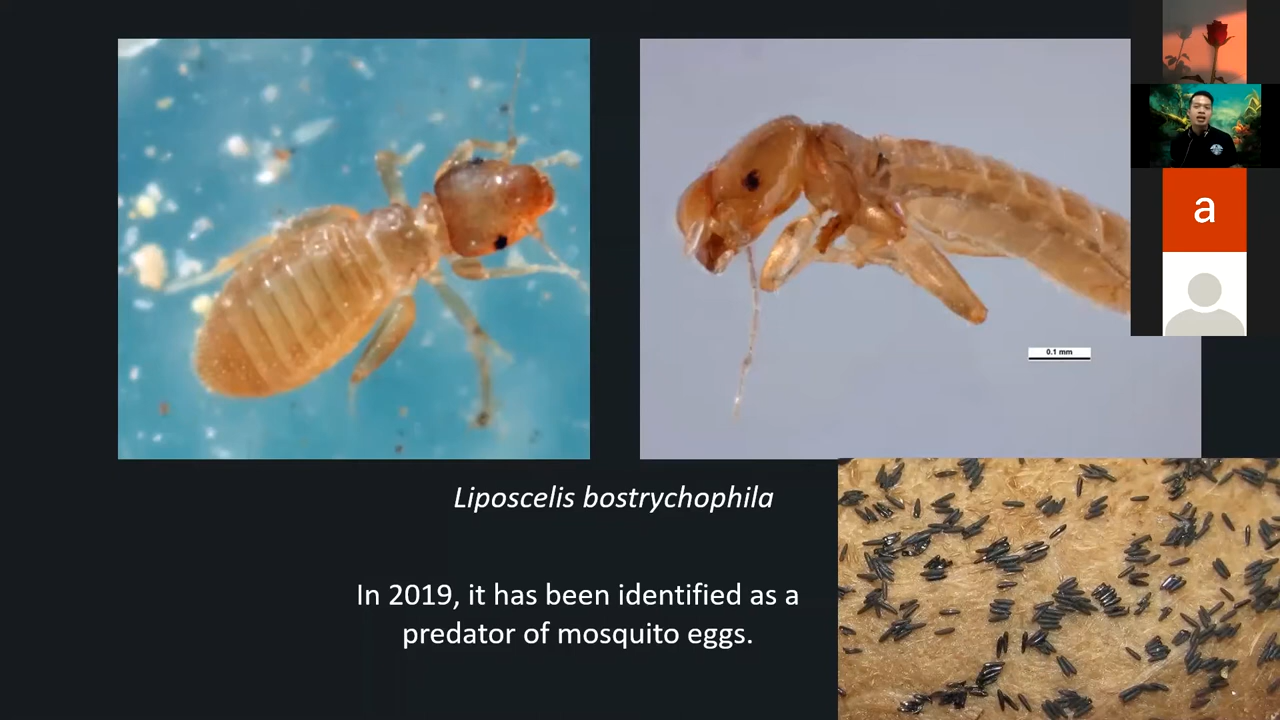 a
0.1 mm
Liposcelis bostrychophila
In 2019, it has been identified as a
predator of mosquito eggs.